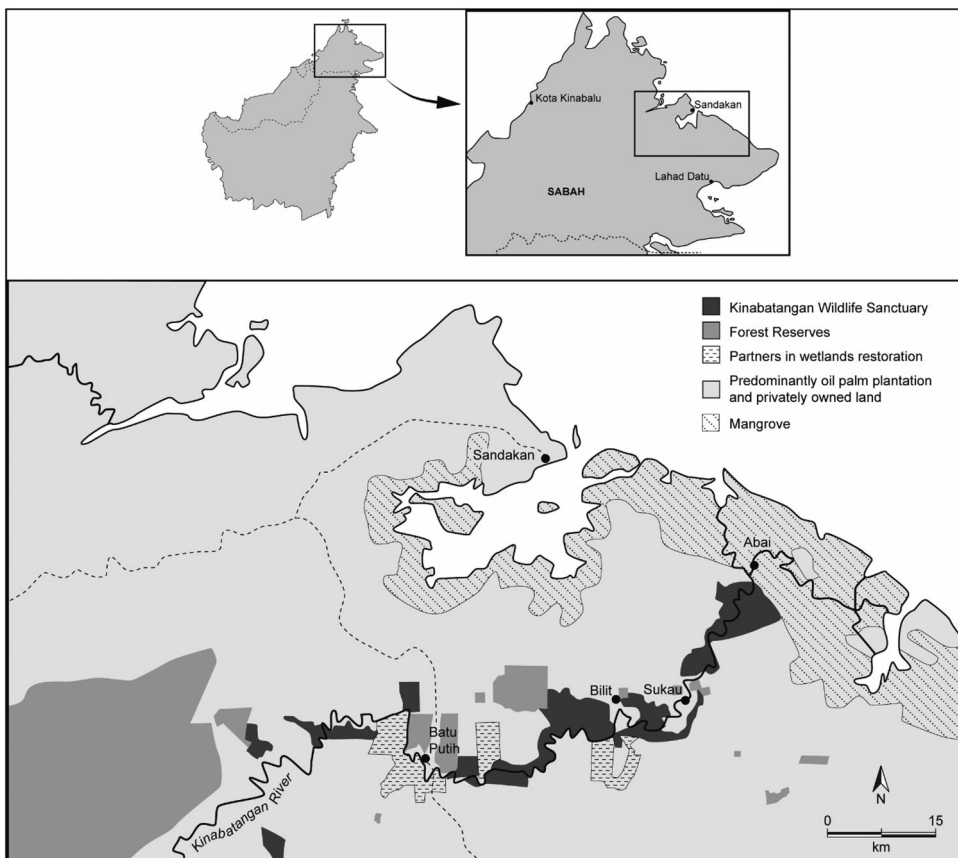 Kota Kinabalu
Sandakan
Lahad Datu
SABAH
Kinabatangan Wildlife Sanctuary
Forest Reserves
Partners in wetlands restoration
Predominantly oil palm plantation
and privately owned land
Mangrove
Sandakan
Abai
Bilit
Sukau
Batu
Putih
Kinabatangan River
N
0
15
km